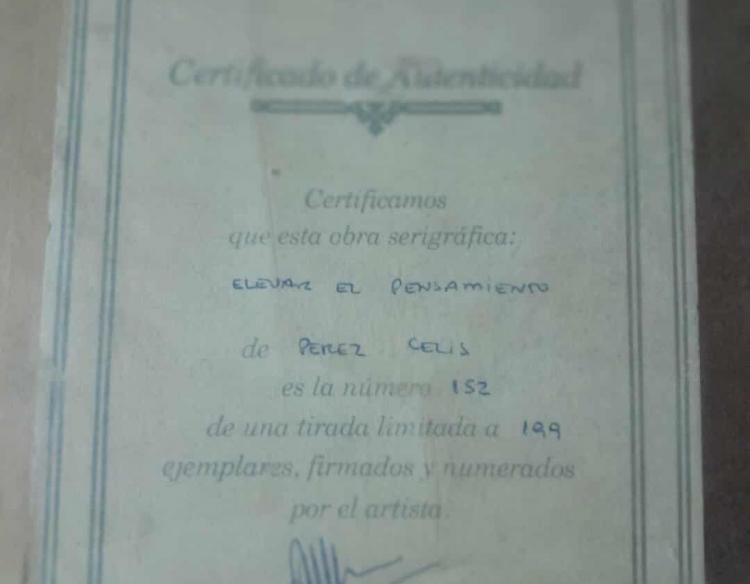 Certificado de Autenticidad
Certificamos
que esta obra serigráfica:
ELEVAR EL PENSAMIENTO
de PEREZ CELIS
es la número 152
de una tirada limitada a 199
ejemplares, firmados y numerados
por el artista.